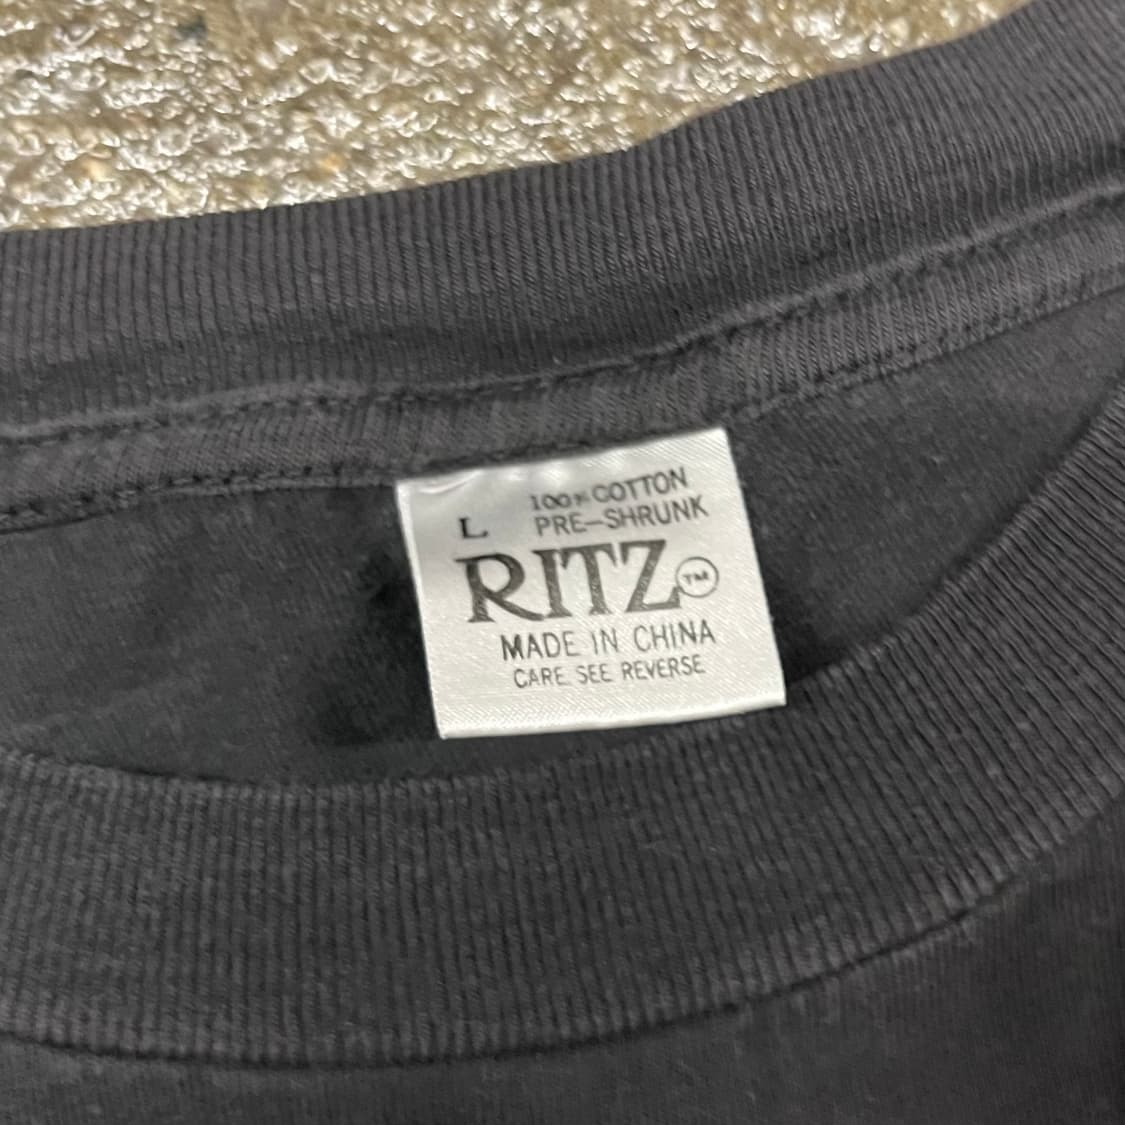 100% COTTON
L PRE-SHRUNK
RITZ TM
MADE IN CHINA
CARE SEE REVERSE